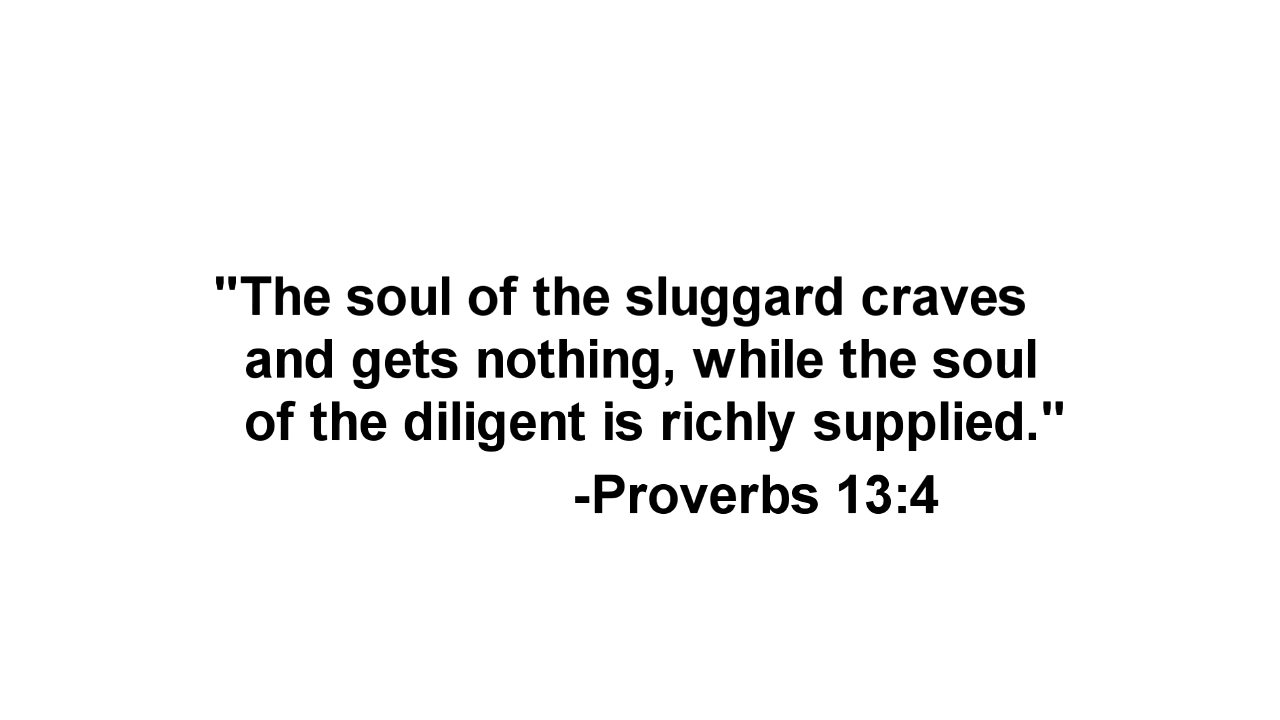 "The soul of the sluggard craves
and gets nothing, while the soul
of the diligent is richly supplied."
-Proverbs 13:4